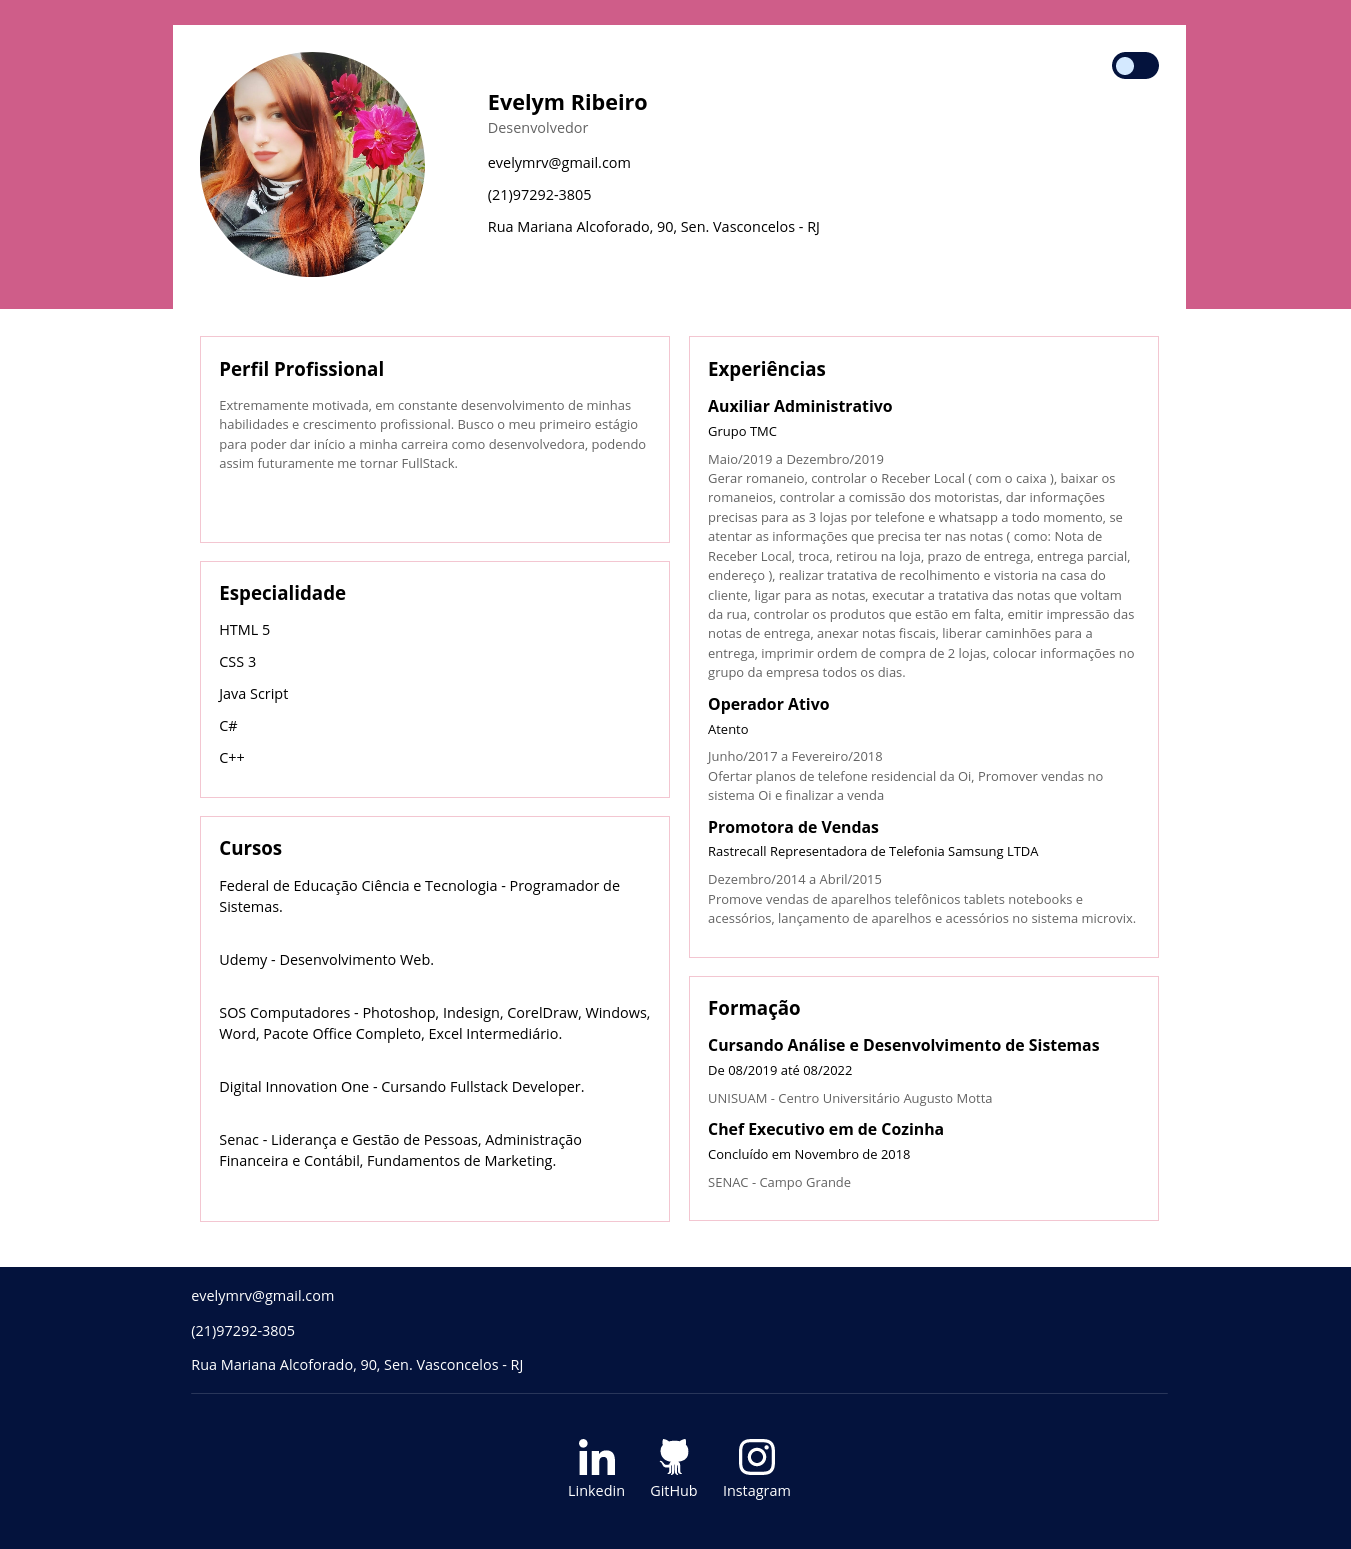 Evelym Ribeiro
Desenvolvedor
evelymrv@gmail.com
(21)97292-3805
Rua Mariana Alcoforado, 90, Sen. Vasconcelos - RJ
Perfil Profissional
Extremamente motivada, em constante desenvolvimento de minhas
habilidades e crescimento profissional. Busco o meu primeiro estágio
para poder dar início a minha carreira como desenvolvedora, podendo
assim futuramente me tornar FullStack.
Especialidade
HTML 5
CSS 3
Java Script
C#
C++
Cursos
Federal de Educação Ciência e Tecnologia - Programador de
Sistemas.
Udemy - Desenvolvimento Web.
SOS Computadores - Photoshop, Indesign, CorelDraw, Windows,
Word, Pacote Office Completo, Excel Intermediário.
Digital Innovation One - Cursando Fullstack Developer.
Senac - Liderança e Gestão de Pessoas, Administração
Financeira e Contábil, Fundamentos de Marketing.
Experiências
Auxiliar Administrativo
Grupo TMC
Maio/2019 a Dezembro/2019
Gerar romaneio, controlar o Receber Local ( com o caixa ), baixar os
romaneios, controlar a comissão dos motoristas, dar informações
precisas para as 3 lojas por telefone e whatsapp a todo momento, se
atentar as informações que precisa ter nas notas ( como: Nota de
Receber Local, troca, retirou na loja, prazo de entrega, entrega parcial,
endereço ), realizar tratativa de recolhimento e vistoria na casa do
cliente, ligar para as notas, executar a tratativa das notas que voltam
da rua, controlar os produtos que estão em falta, emitir impressão das
notas de entrega, anexar notas fiscais, liberar caminhões para a
entrega, imprimir ordem de compra de 2 lojas, colocar informações no
grupo da empresa todos os dias.
Operador Ativo
Atento
Junho/2017 a Fevereiro/2018
Ofertar planos de telefone residencial da Oi, Promover vendas no
sistema Oi e finalizar a venda
Promotora de Vendas
Rastrecall Representadora de Telefonia Samsung LTDA
Dezembro/2014 a Abril/2015
Promove vendas de aparelhos telefônicos tablets notebooks e
acessórios, lançamento de aparelhos e acessórios no sistema microvix.
Formação
Cursando Análise e Desenvolvimento de Sistemas
De 08/2019 até 08/2022
UNISUAM - Centro Universitário Augusto Motta
Chef Executivo em de Cozinha
Concluído em Novembro de 2018
SENAC - Campo Grande
evelymrv@gmail.com
(21)97292-3805
Rua Mariana Alcoforado, 90, Sen. Vasconcelos - RJ
Linkedin
GitHub
Instagram